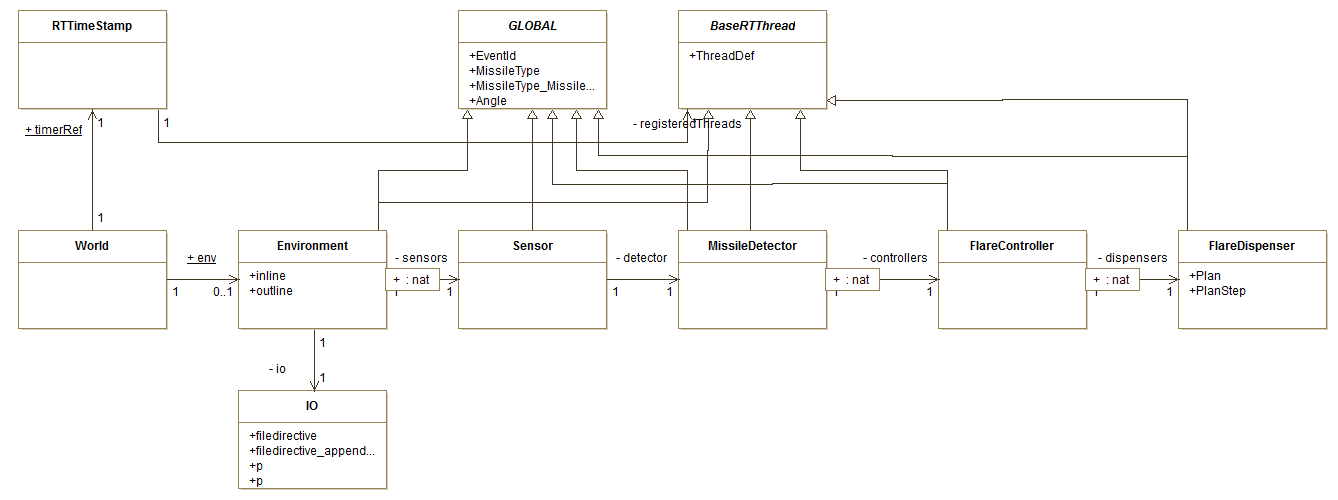 RTTimeStamp
GLOBAL
+EventId
+MissileType
+MissileType_Missile...
+Angle
BaseRTThread
+ThreadDef
+ timerRef
1
1
- registeredThreads
1
World
+ env
1
0..1
Environment
+inline
+outline
- sensors
+ : nat
1
1
Sensor
- detector
1
1
MissileDetector
- controllers
+ : nat
1
1
FlareController
- dispensers
+ : nat
1
1
FlareDispenser
+Plan
+PlanStep
1
- io
1
IO
+filedirective
+filedirective_append...
+p
+p